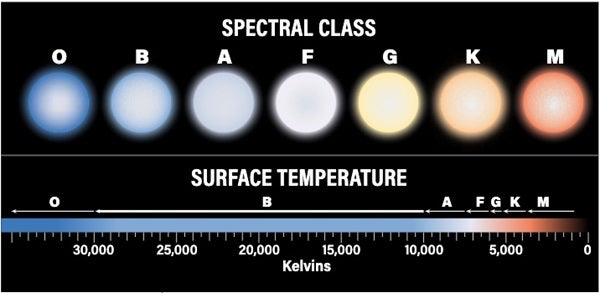 SPECTRAL CLASS
O B A F G K M
SURFACE TEMPERATURE
O B A F G K M
30,000 25,000 20,000 15,000 10,000 5,000 0
Kelvins